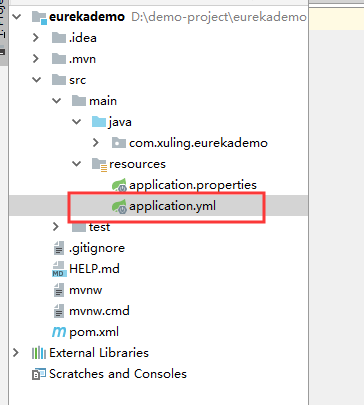 eurekademo D:\demo-project\eurekademo
.idea
.mvn
src
main
java
com.xuling.eurekademo
resources
application.properties
application.yml
test
.gitignore
HELP.md
mvnw
mvnw.cmd
pom.xml
External Libraries
Scratches and Consoles